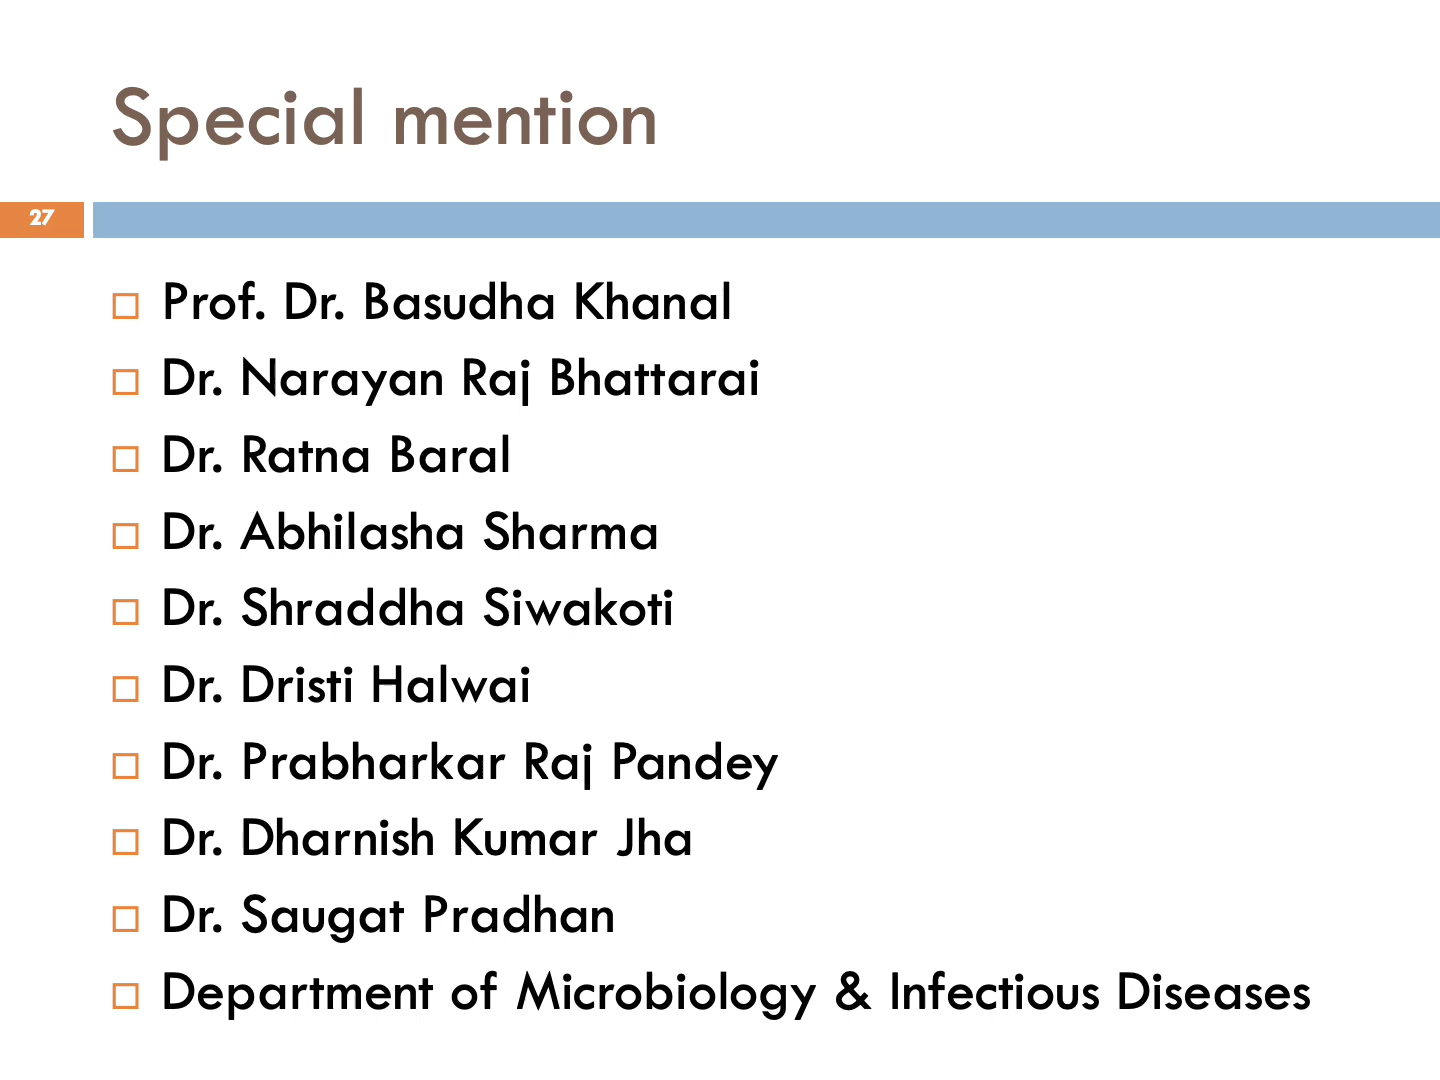 Special mention
27
Prof. Dr. Basudha Khanal
Dr. Narayan Raj Bhattarai
Dr. Ratna Baral
Dr. Abhilasha Sharma
Dr. Shraddha Siwakoti
Dr. Dristi Halwai
Dr. Prabharkar Raj Pandey
Dr. Dharnish Kumar Jha
Dr. Saugat Pradhan
Department of Microbiology & Infectious Diseases